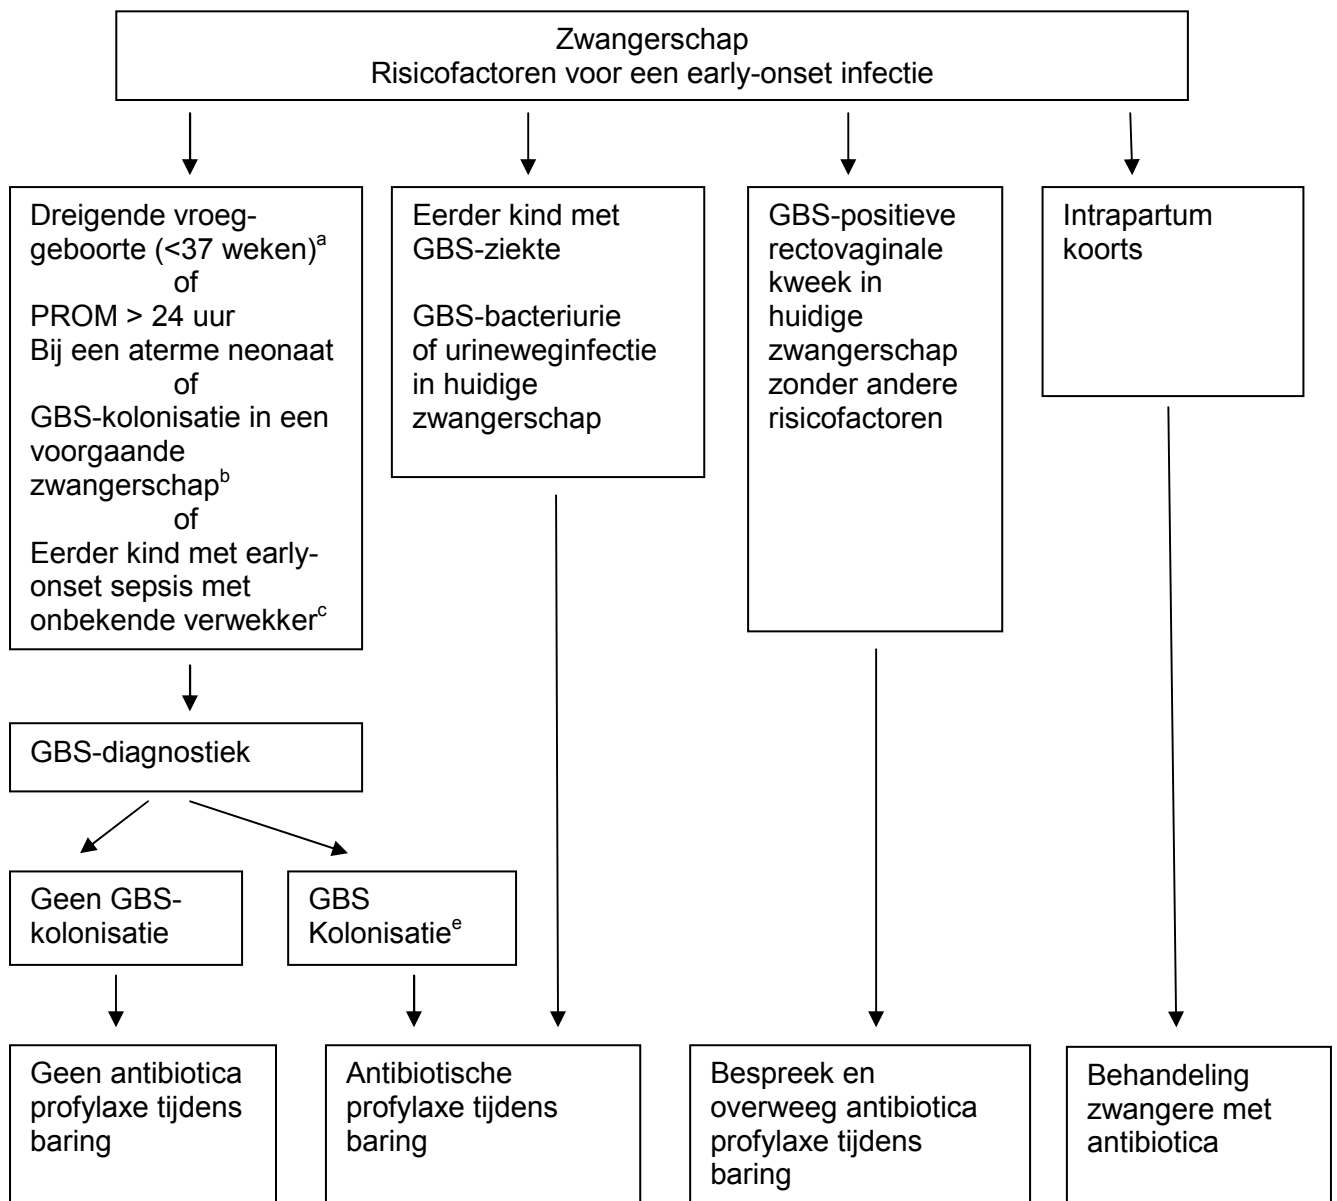 Zwangerschap
Risicofactoren voor een early-onset infectie
Dreigende vroeg-
geboorte (<37 weken)ᵃ
of
PROM > 24 uur
Bij een aterme neonaat
of
GBS-kolonisatie in een
voorgaande
zwangerschapᵇ
of
Eerder kind met early-
onset sepsis met
onbekende verwekkerᶜ
Eerder kind met
GBS-ziekte
GBS-bacteriurie
of urineweginfectie
in huidige
zwangerschap
GBS-positieve
rectovaginale
kweek in
huidige
zwangerschap
zonder andere
risicofactoren
Intrapartum
koorts
GBS-diagnostiek
Geen GBS-
kolonisatie
GBS
Kolonisatieᵉ
Geen antibiotica
profylaxe tijdens
baring
Antibiotische
profylaxe tijdens
baring
Bespreek en
overweeg antibiotica
profylaxe tijdens
baring
Behandeling
zwangere met
antibiotica